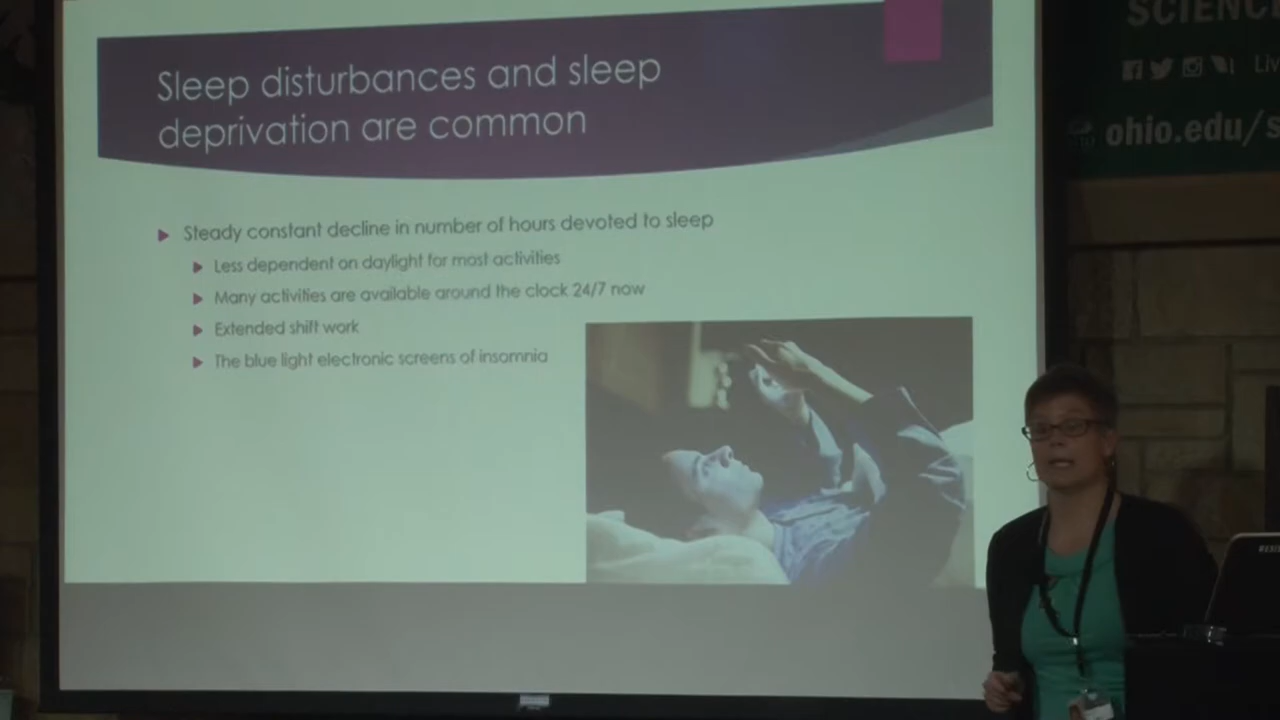 SCIENC
Liv
ohio.edu/s
Sleep disturbances and sleep
deprivation are common
Steady constant decline in number of hours devoted to sleep
Less dependent on daylight for most activities
Many activities are available around the clock 24/7 now
Extended shift work
The blue light electronic screens of insomnia